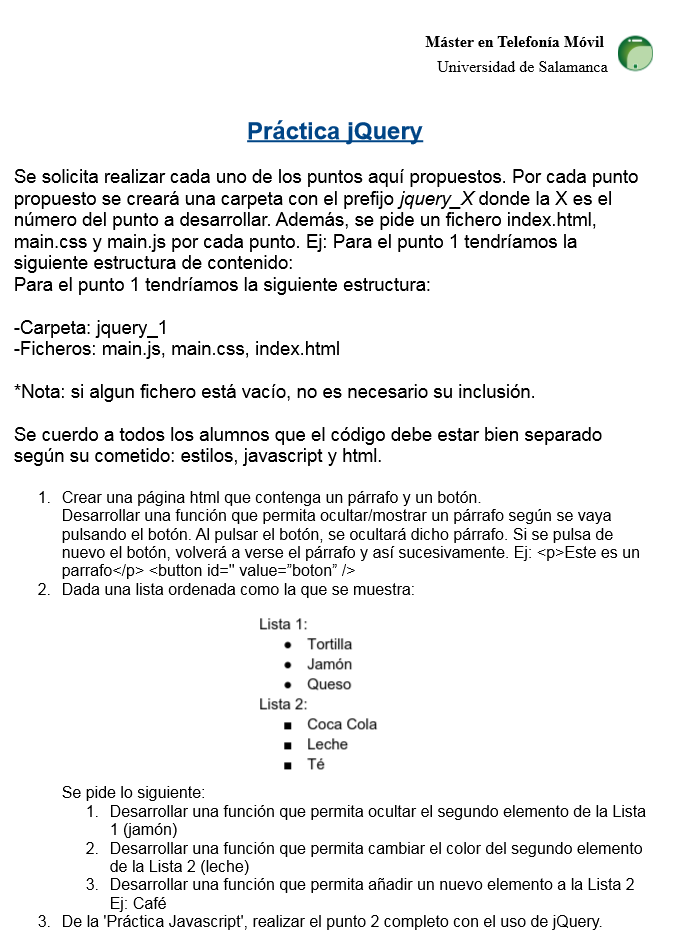 Máster en Telefonía Móvil
Universidad de Salamanca
Práctica jQuery
Se solicita realizar cada uno de los puntos aquí propuestos. Por cada punto
propuesto se creará una carpeta con el prefijo jquery_X donde la X es el
número del punto a desarrollar. Además, se pide un fichero index.html,
main.css y main.js por cada punto. Ej: Para el punto 1 tendríamos la
siguiente estructura de contenido:
Para el punto 1 tendríamos la siguiente estructura:
-Carpeta: jquery_1
-Ficheros: main.js, main.css, index.html
*Nota: si algun fichero está vacío, no es necesario su inclusión.
Se cuerdo a todos los alumnos que el código debe estar bien separado
según su cometido: estilos, javascript y html.
1. Crear una página html que contenga un párrafo y un botón.
Desarrollar una función que permita ocultar/mostrar un párrafo según se vaya
pulsando el botón. Al pulsar el botón, se ocultará dicho párrafo. Si se pulsa de
nuevo el botón, volverá a verse el párrafo y así sucesivamente. Ej: <p>Este es un
parrafo</p> <button id='' value=”boton” />
2. Dada una lista ordenada como la que se muestra:
Lista 1:
● Tortilla
● Jamón
● Queso
Lista 2:
■ Coca Cola
■ Leche
■ Té
Se pide lo siguiente:
1. Desarrollar una función que permita ocultar el segundo elemento de la Lista
1 (jamón)
2. Desarrollar una función que permita cambiar el color del segundo elemento
de la Lista 2 (leche)
3. Desarrollar una función que permita añadir un nuevo elemento a la Lista 2
Ej: Café
3. De la 'Práctica Javascript', realizar el punto 2 completo con el uso de jQuery.